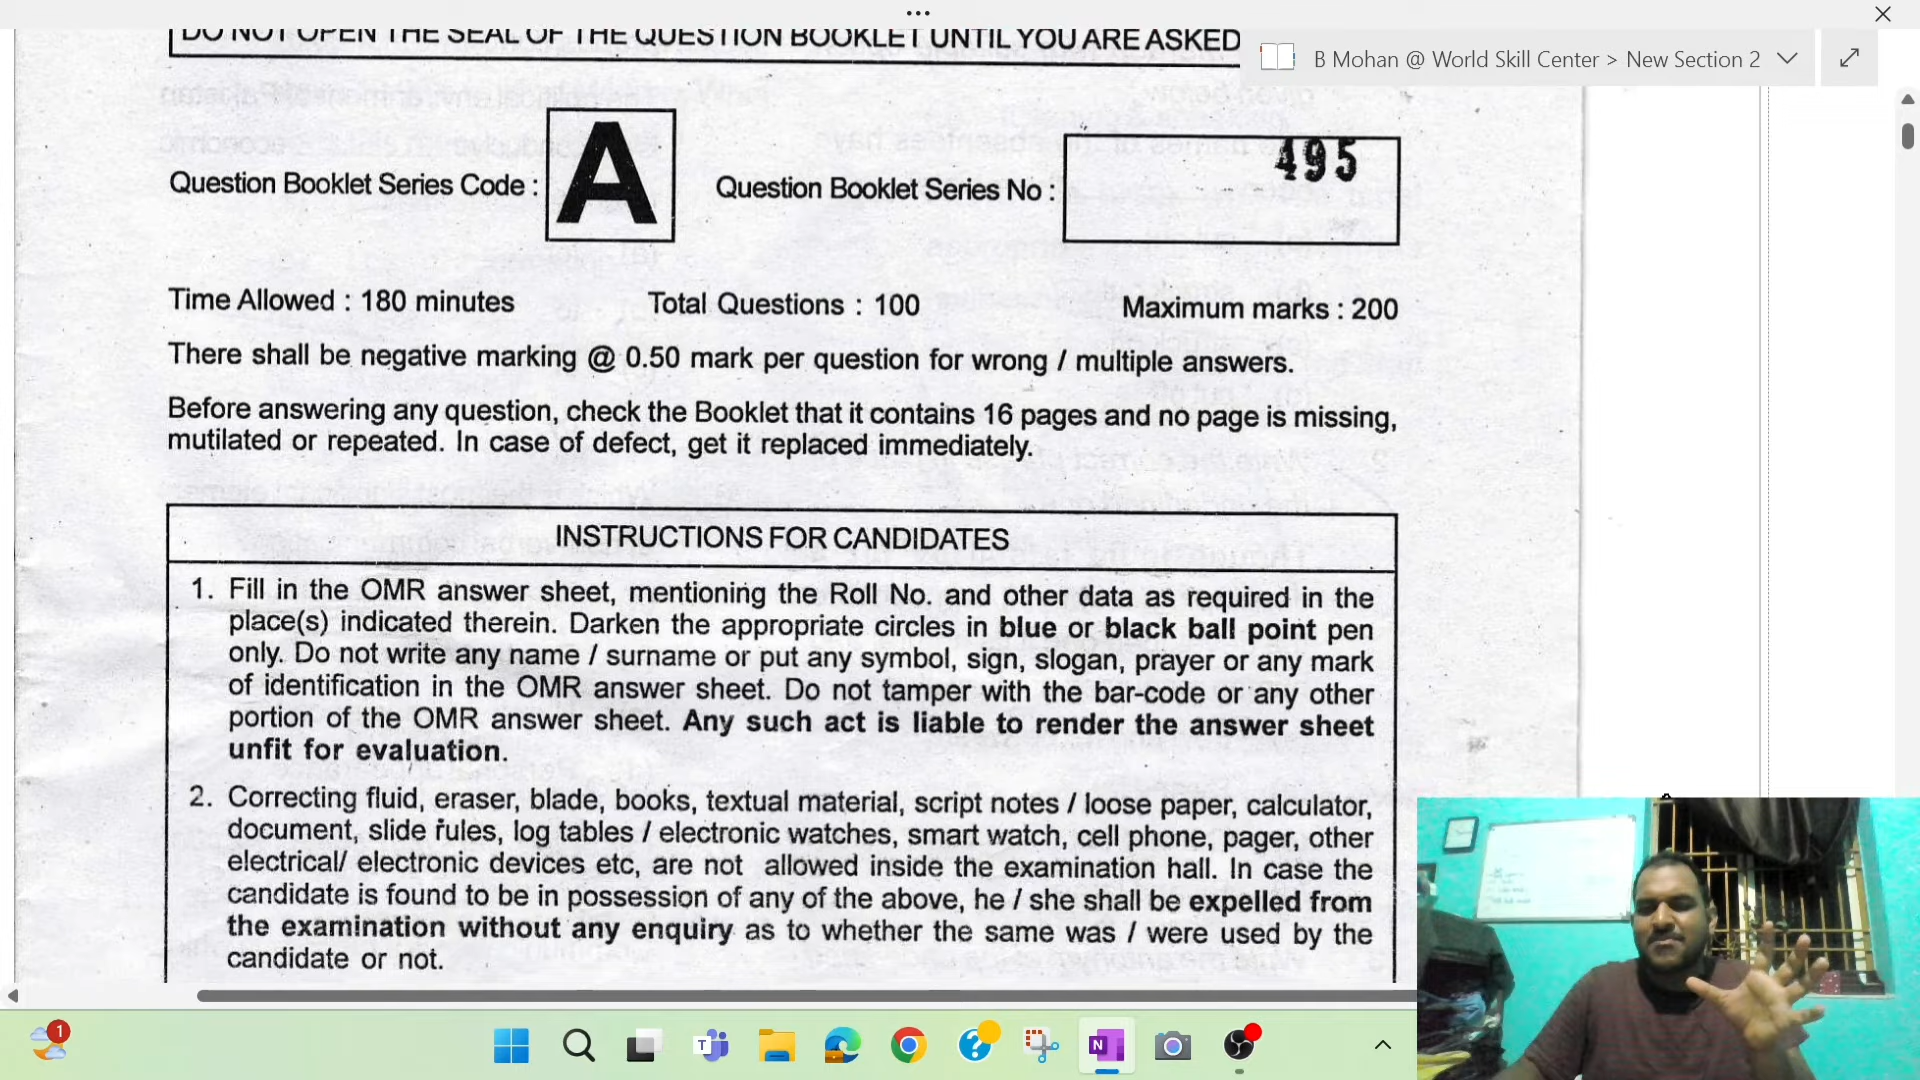 DO NOT OPEN THE SEAL OF THE QUESTION BOOKLET UNTIL YOU ARE ASKED
B Mohan @ World Skill Center > New Section 2
Question Booklet Series Code :
A
Question Booklet Series No :
495
Time Allowed : 180 minutes
Total Questions : 100
Maximum marks : 200
There shall be negative marking @ 0.50 mark per question for wrong / multiple answers.
Before answering any question, check the Booklet that it contains 16 pages and no page is missing,
mutilated or repeated. In case of defect, get it replaced immediately.
INSTRUCTIONS FOR CANDIDATES
1. Fill in the OMR answer sheet, mentioning the Roll No. and other data as required in the
place(s) indicated therein. Darken the appropriate circles in blue or black ball point pen
only. Do not write any name / surname or put any symbol, sign, slogan, prayer or any mark
of identification in the OMR answer sheet. Do not tamper with the bar-code or any other
portion of the OMR answer sheet. Any such act is liable to render the answer sheet
unfit for evaluation.
2. Correcting fluid, eraser, blade, books, textual material, script notes / loose paper, calculator,
document, slide rules, log tables / electronic watches, smart watch, cell phone, pager, other
electrical/ electronic devices etc, are not allowed inside the examination hall. In case the
candidate is found to be in possession of any of the above, he / she shall be expelled from
the examination without any enquiry as to whether the same was / were used by the
candidate or not.
1